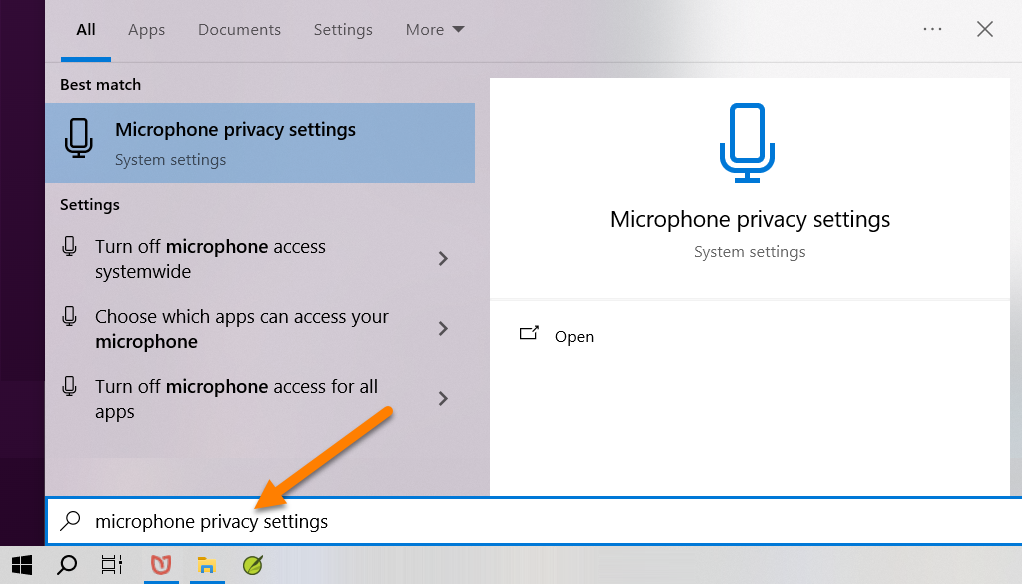 All Apps Documents Settings More
Best match
Microphone privacy settings
System settings
Settings
Turn off microphone access
systemwide
Choose which apps can access your
microphone
Turn off microphone access for all
apps
Microphone privacy settings
System settings
Open
microphone privacy settings